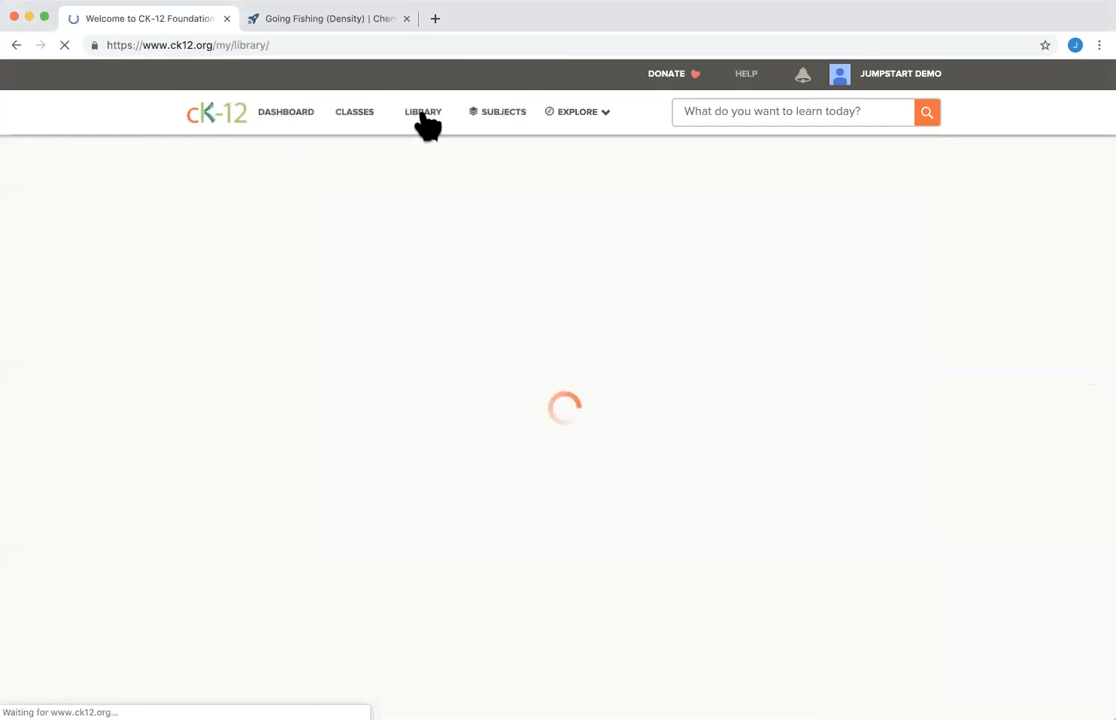 Welcome to CK-12 Foundation
Going Fishing (Density) | Chem
https://www.ck12.org/my/library/
J
DONATE HELP JUMPSTART DEMO
cK-12 DASHBOARD CLASSES LIBRARY SUBJECTS EXPLORE What do you want to learn today?
Waiting for www.ck12.org...